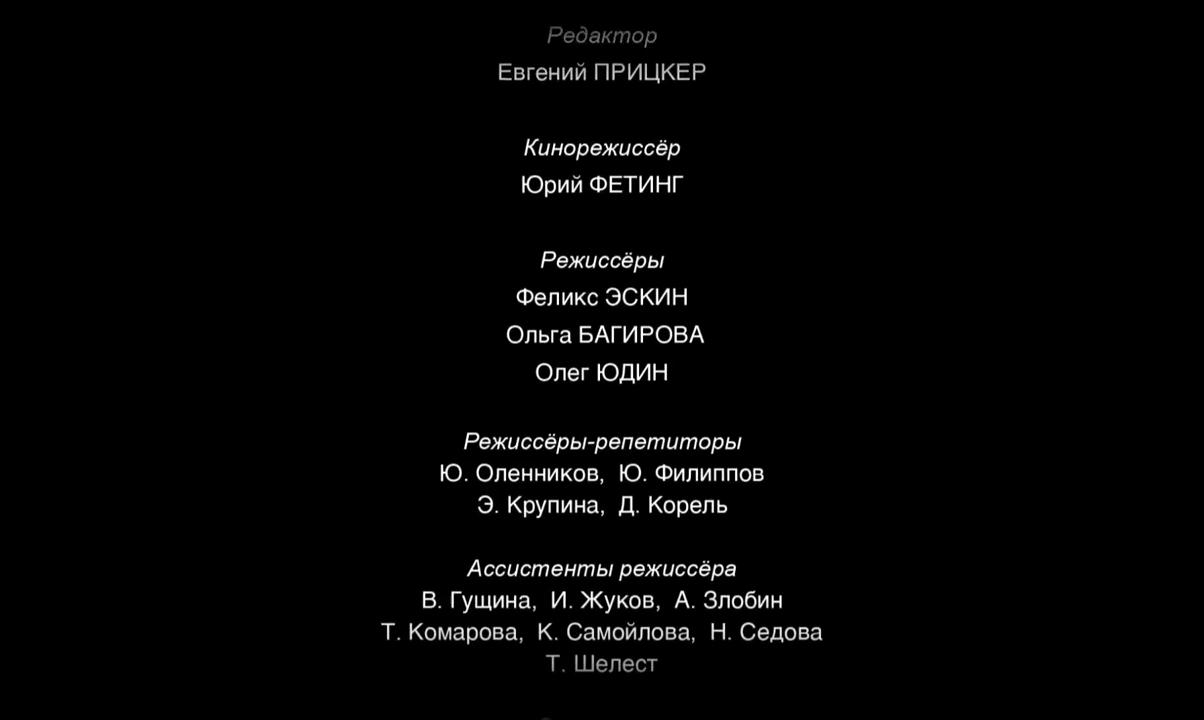 Редактор
Евгений ПРИЦКЕР
Кинорежиссёр
Юрий ФЕТИНГ
Режиссёры
Феликс ЭСКИН
Ольга БАГИРОВА
Олег ЮДИН
Режиссёры-репетиторы
Ю. Оленников, Ю. Филиппов
Э. Крупина, Д. Корель
Ассистенты режиссёра
В. Гущина, И. Жуков, А. Злобин
Т. Комарова, К. Самойлова, Н. Седова
Т. Шелест